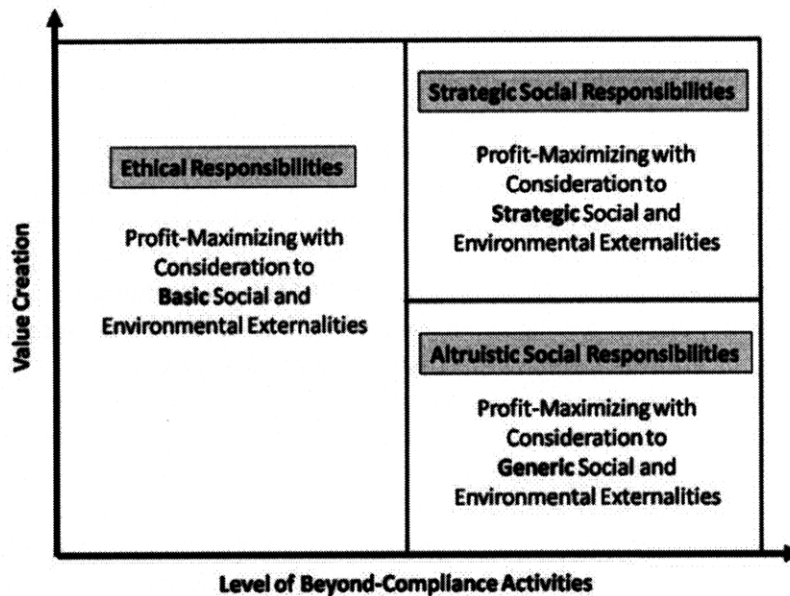 Value Creation
Ethical Responsibilities
Profit-Maximizing with
Consideration to
Basic Social and
Environmental Externalities
Strategic Social Responsibilities
Profit-Maximizing with
Consideration to
Strategic Social and
Environmental Externalities
Altruistic Social Responsibilities
Profit-Maximizing with
Consideration to
Generic Social and
Environmental Externalities
Level of Beyond-Compliance Activities